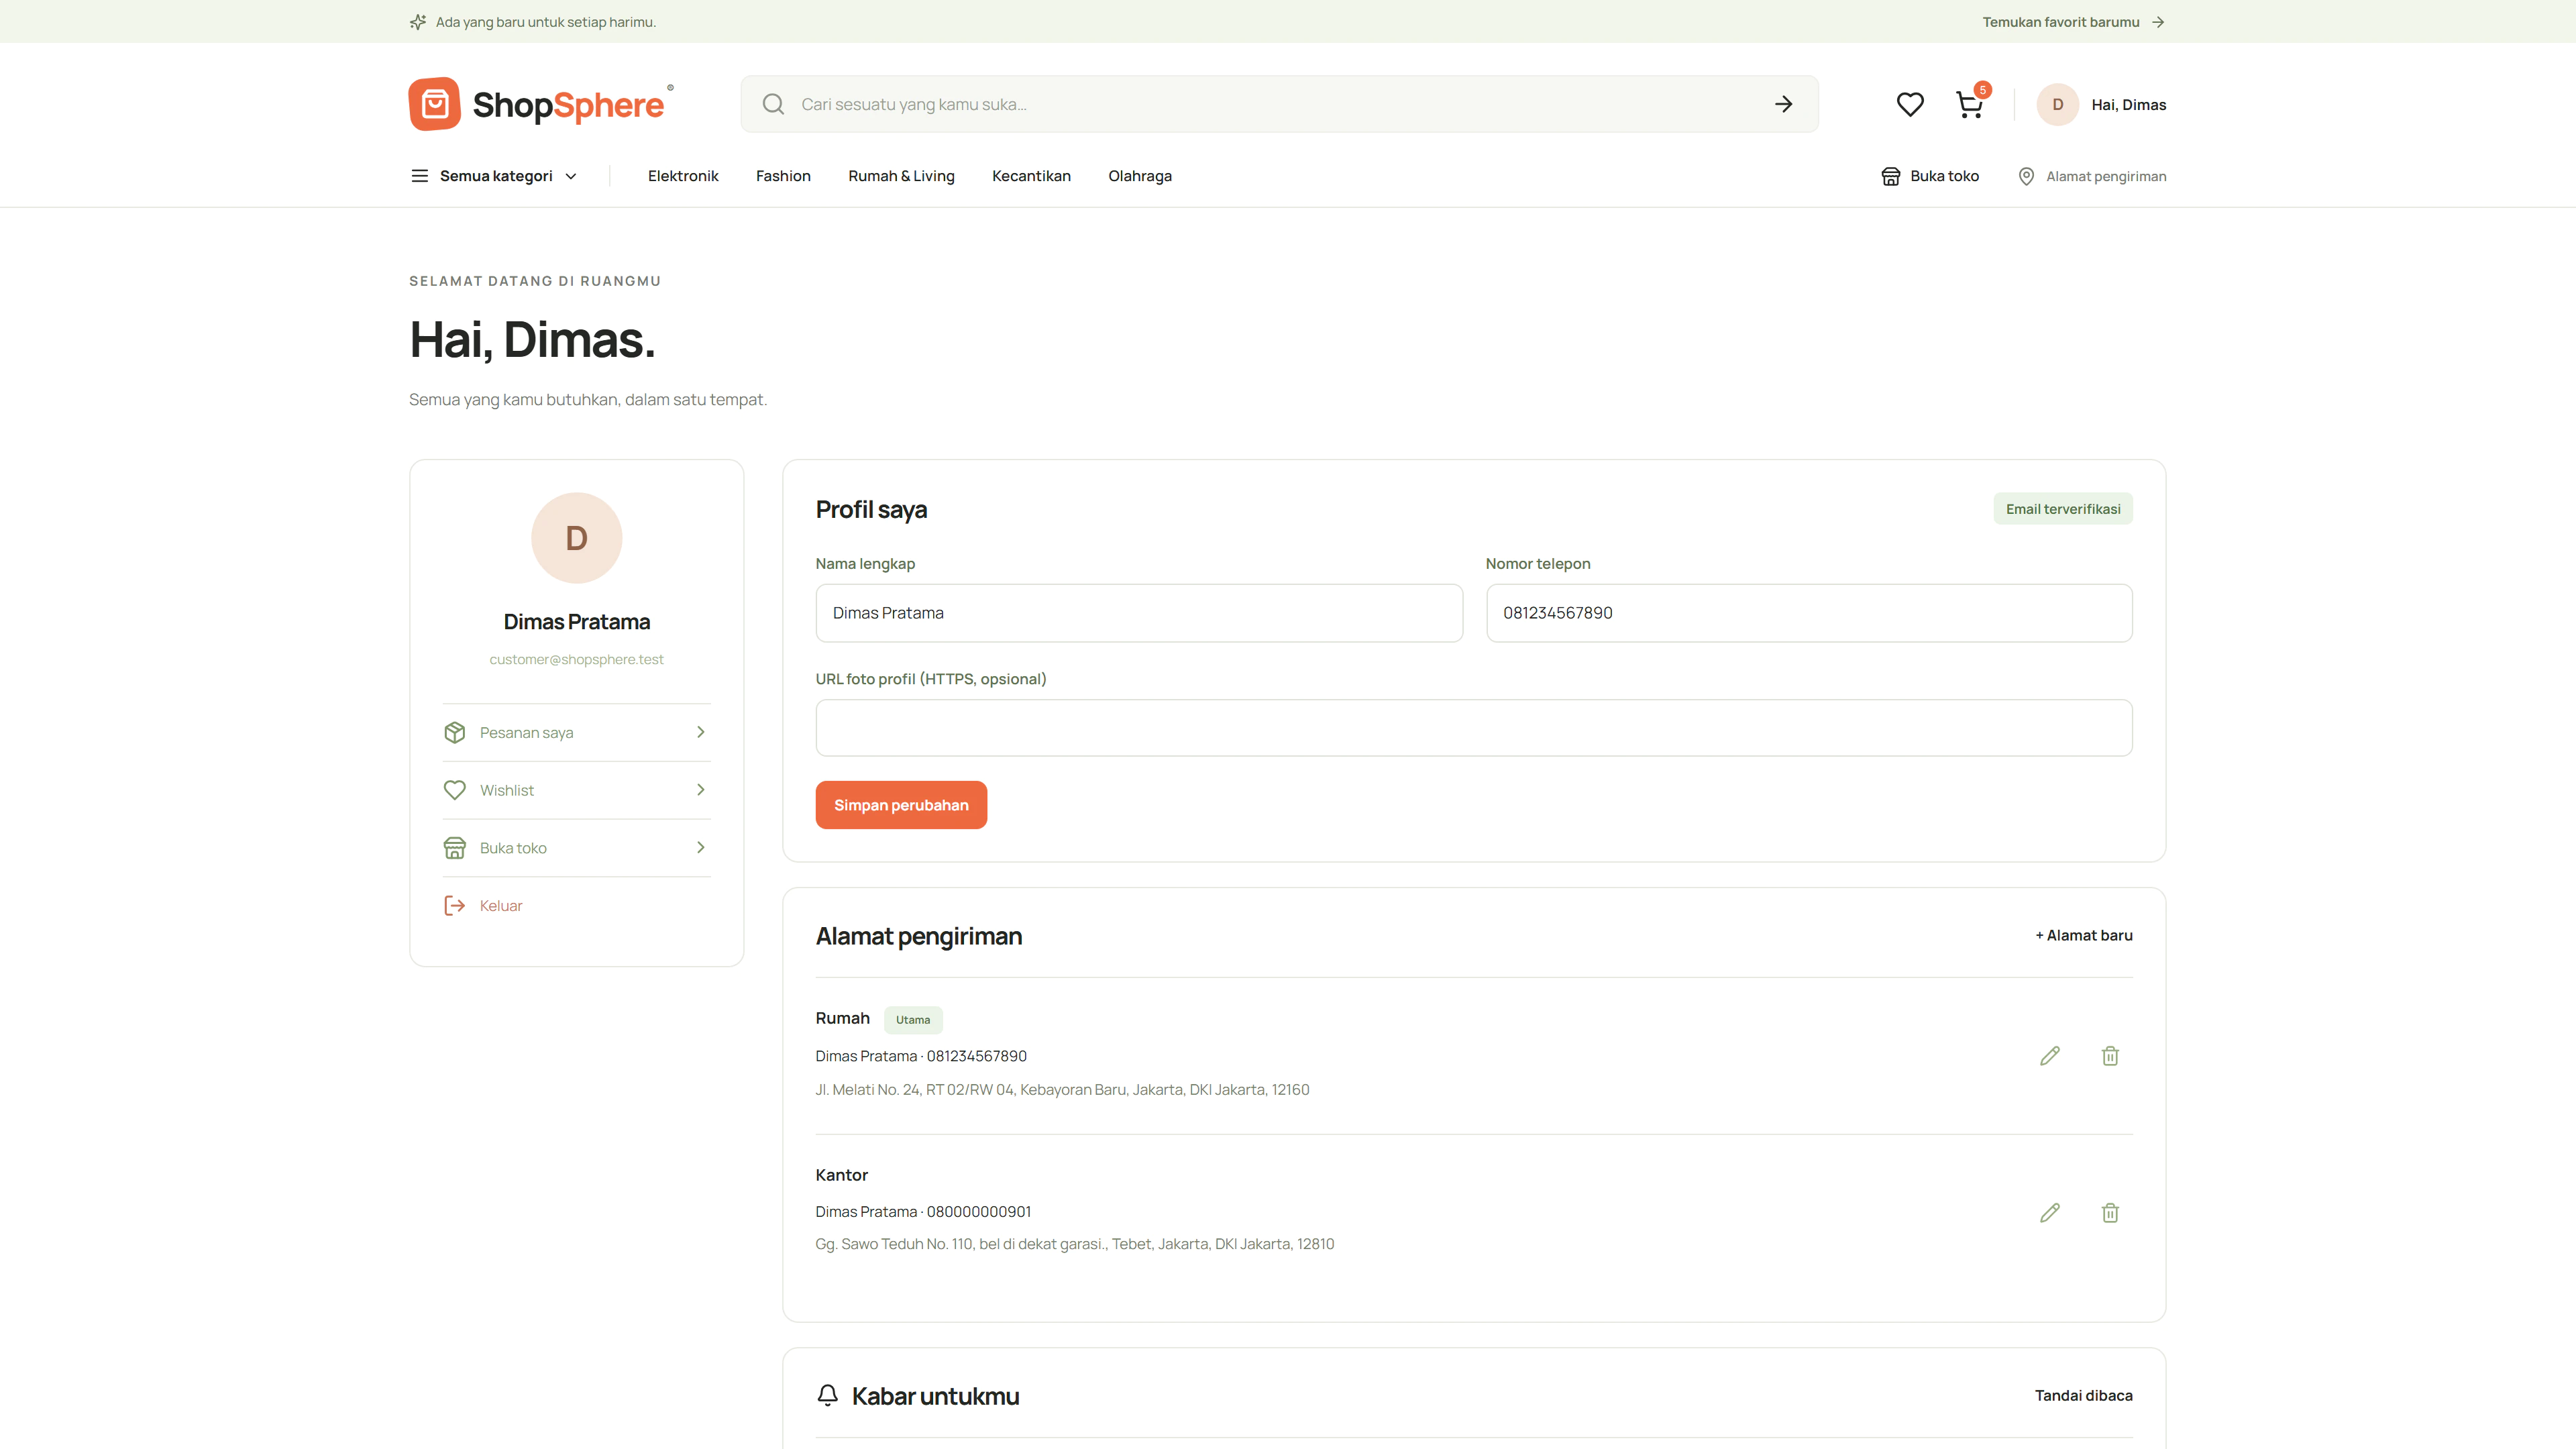 Ada yang baru untuk setiap harimu.
Temukan favorit barumu
ShopSphere
Cari sesuatu yang kamu suka...
5
D
Hai, Dimas
Semua kategori
Elektronik
Fashion
Rumah & Living
Kecantikan
Olahraga
Buka toko
Alamat pengiriman
SELAMAT DATANG DI RUANGMU
Hai, Dimas.
Semua yang kamu butuhkan, dalam satu tempat.
D
Dimas Pratama
customer@shopsphere.test
Pesanan saya
Wishlist
Buka toko
Keluar
Profil saya
Email terverifikasi
Nama lengkap
Dimas Pratama
Nomor telepon
081234567890
URL foto profil (HTTPS, opsional)
Simpan perubahan
Alamat pengiriman
+ Alamat baru
Rumah
Utama
Dimas Pratama · 081234567890
Jl. Melati No. 24, RT 02/RW 04, Kebayoran Baru, Jakarta, DKI Jakarta, 12160
Kantor
Dimas Pratama · 080000000901
Gg. Sawo Teduh No. 110, bel di dekat garasi., Tebet, Jakarta, DKI Jakarta, 12810
Kabar untukmu
Tandai dibaca